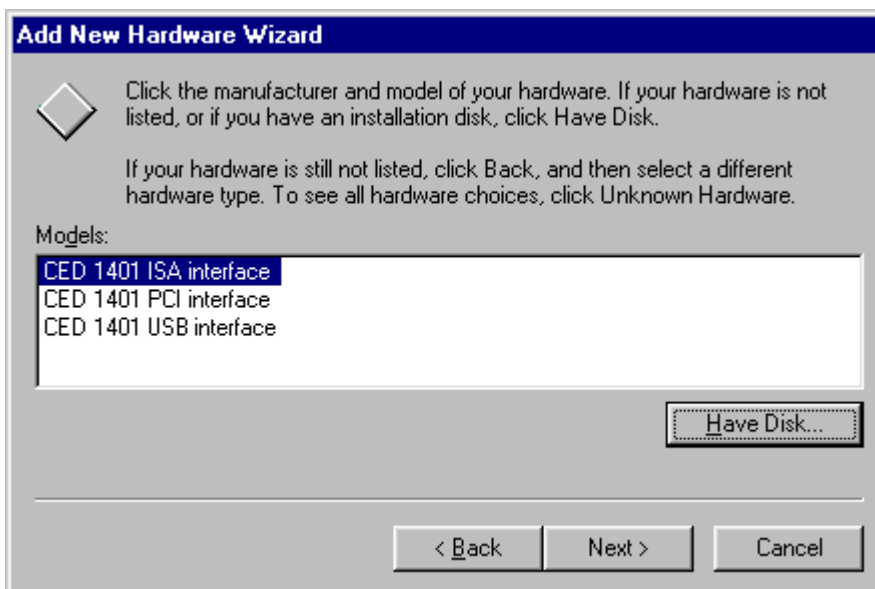 Add New Hardware Wizard
Click the manufacturer and model of your hardware. If your hardware is not
listed, or if you have an installation disk, click Have Disk.
If your hardware is still not listed, click Back, and then select a different
hardware type. To see all hardware choices, click Unknown Hardware.
Models:
CED 1401 ISA interface
CED 1401 PCI interface
CED 1401 USB interface
Have Disk...
< Back
Next >
Cancel